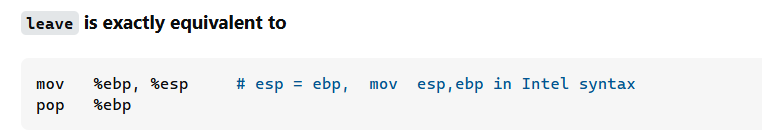 leave is exactly equivalent to
mov   %ebp, %esp     # esp = ebp,  mov  esp,ebp in Intel syntax
pop   %ebp